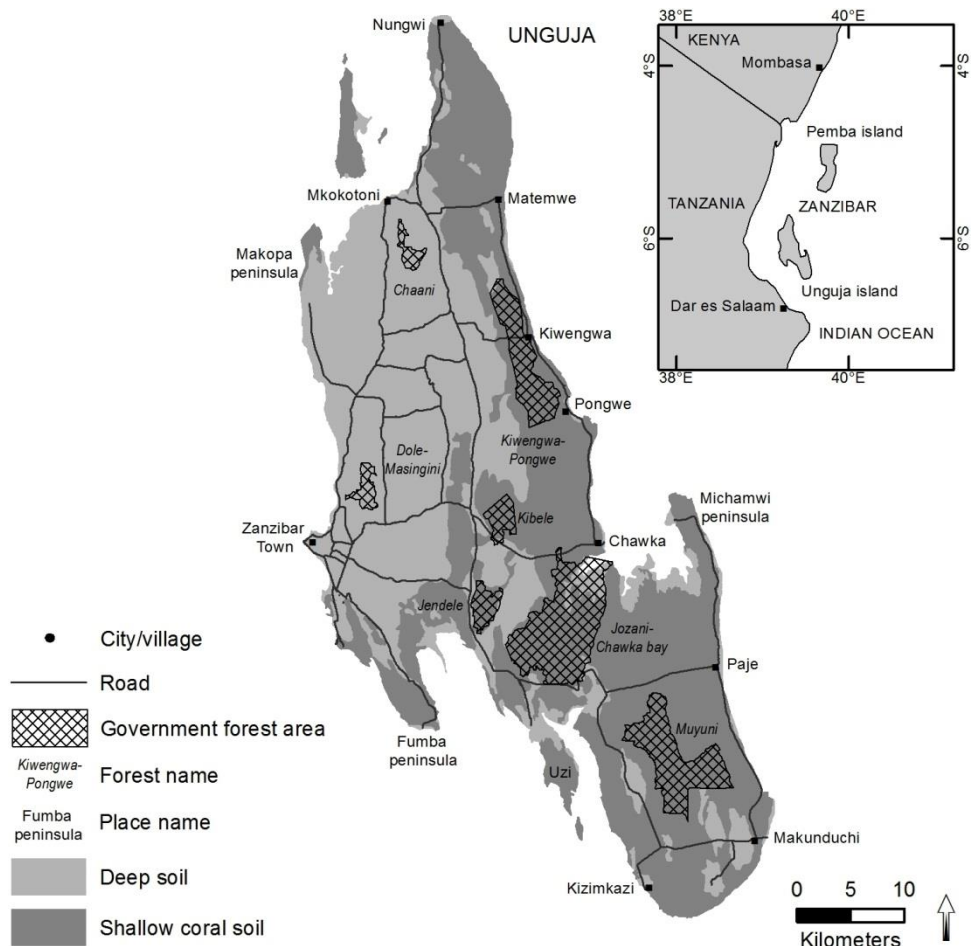 Nungwi
UNGUJA
Mkokotoni
Matemwe
Makopa
peninsula
Chaani
Kiwengwa
Pongwe
Dole-
Masingini
Kiwengwa-
Pongwe
Kibele
Michamwi
peninsula
Zanzibar
Town
Chawka
Jendele
Jozani-
Chawka bay
Paje
Muyuni
Fumba
peninsula
Uzi
Makunduchi
Kizimkazi
38°E
40°E
KENYA
4°S
Mombasa
4°S
Pemba island
TANZANIA
ZANZIBAR
6°S
6°S
Unguja island
Dar es Salaam
INDIAN OCEAN
38°E
40°E
City/village
Road
Government forest area
Kiwengwa-
Pongwe
Forest name
Fumba
peninsula
Place name
Deep soil
Shallow coral soil
0 5 10
Kilometers